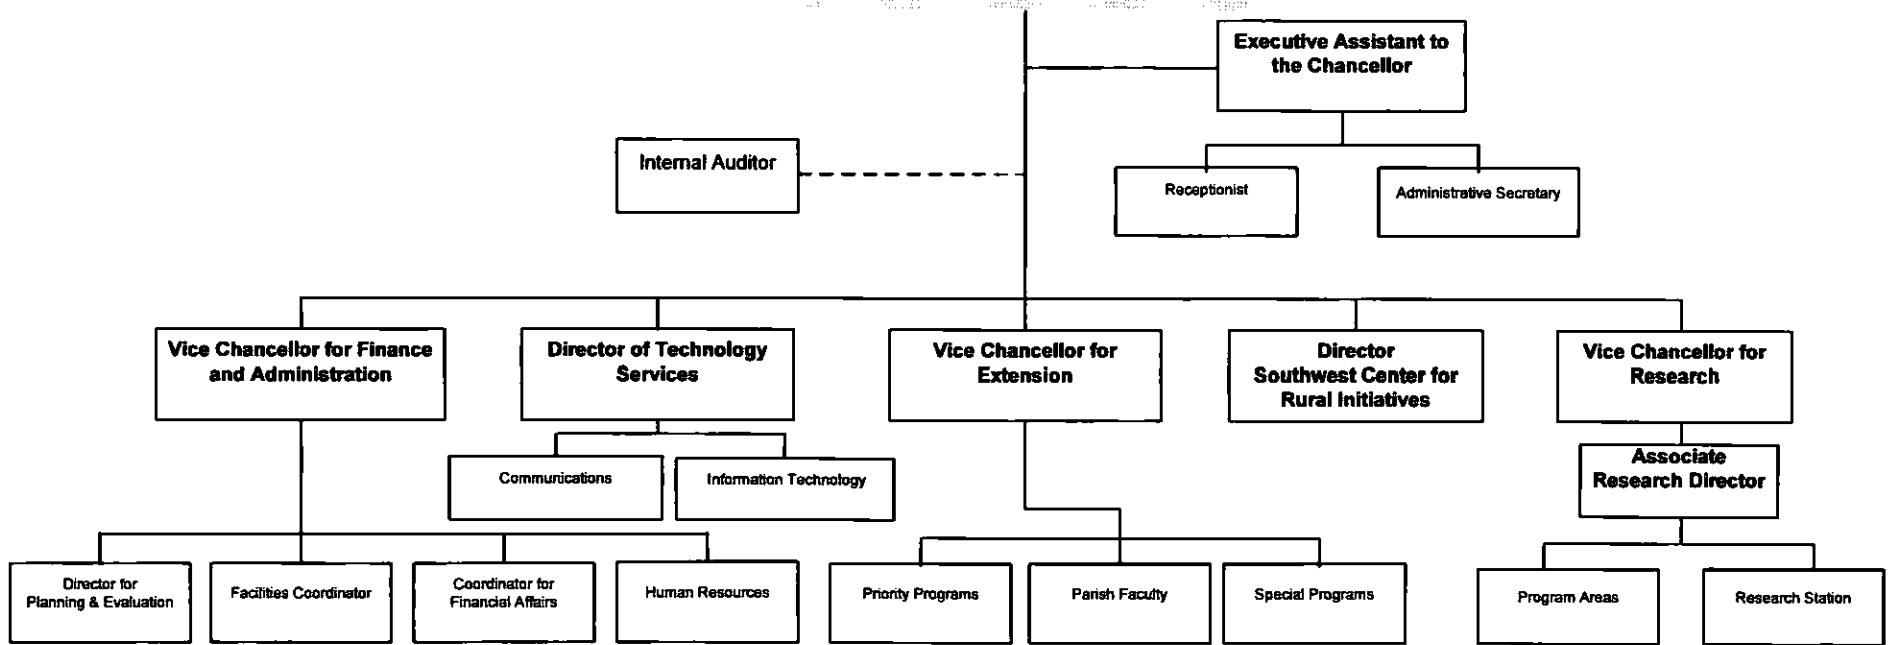 Executive Assistant to
the Chancellor
Internal Auditor
Receptionist
Administrative Secretary
Vice Chancellor for Finance
and Administration
Director of Technology
Services
Vice Chancellor for
Extension
Director
Southwest Center for
Rural Initiatives
Vice Chancellor for
Research
Communications
Information Technology
Associate
Research Director
Director for
Planning & Evaluation
Facilities Coordinator
Coordinator for
Financial Affairs
Human Resources
Priority Programs
Parish Faculty
Special Programs
Program Areas
Research Station